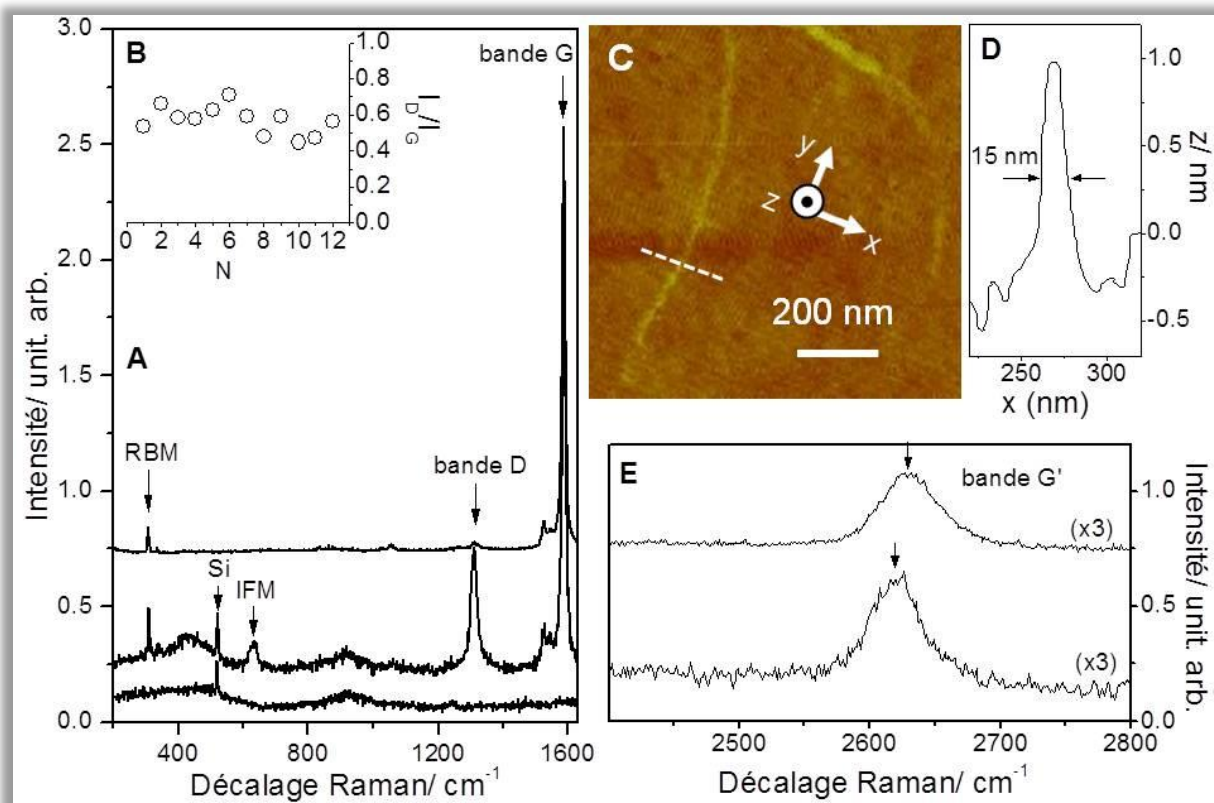 3.0
2.5
2.0
1.5
1.0
0.5
0.0
Intensité/ unit. arb.
B
1.0
0.8
0.6
0.4
0.2
0.0
I_D/I_G
0 2 4 6 8 10 12
N
bande G
A
RBM
bande D
Si
IFM
400 800 1200 1600
Décalage Raman/ cm⁻¹
C
y
z
x
200 nm
D
15 nm
1.0
0.5
0.0
-0.5
z/ nm
250 300
x (nm)
E
bande G'
(x3)
(x3)
1.0
0.5
0.0
Intensité/ unit. arb.
2500 2600 2700 2800
Décalage Raman/ cm⁻¹